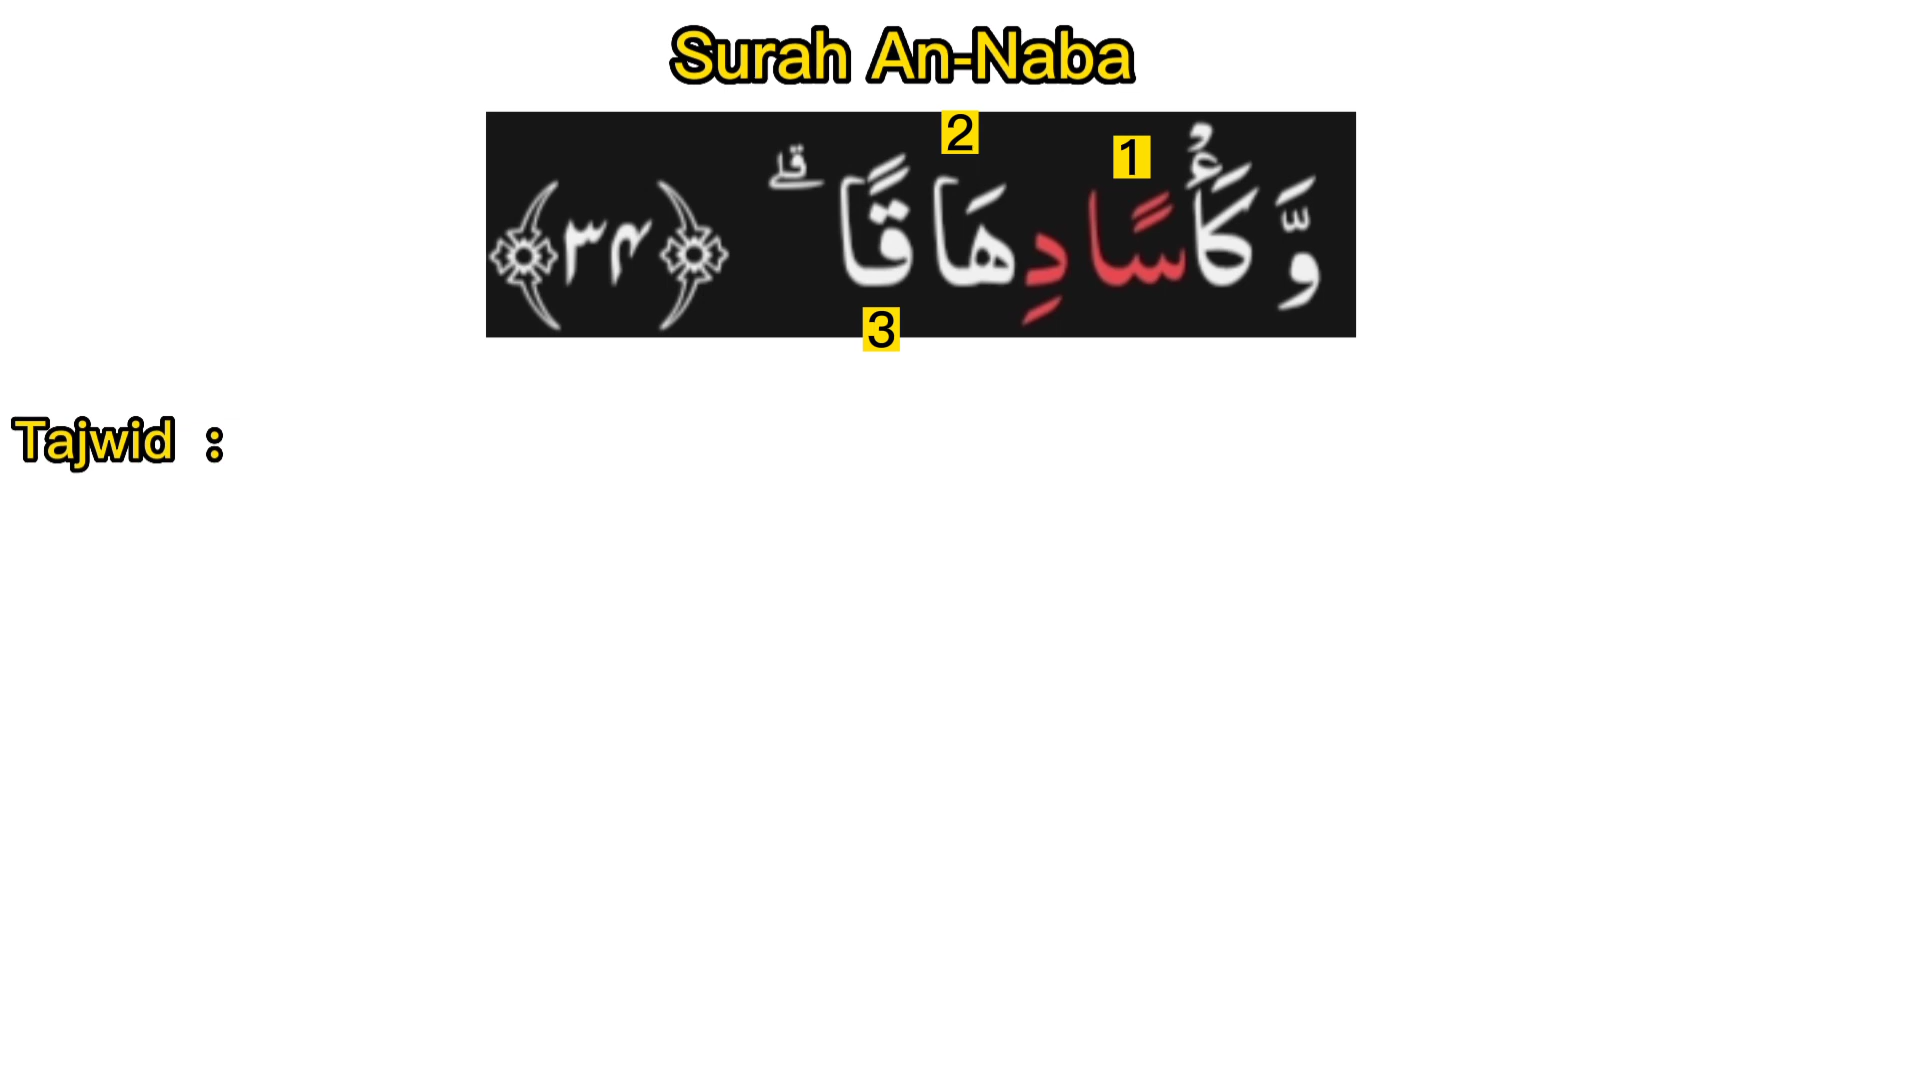 Surah An-Naba
2
1
وَّكَأْسًا دِهَاقًا ۗ ﴿٣٤﴾
3
Tajwid :